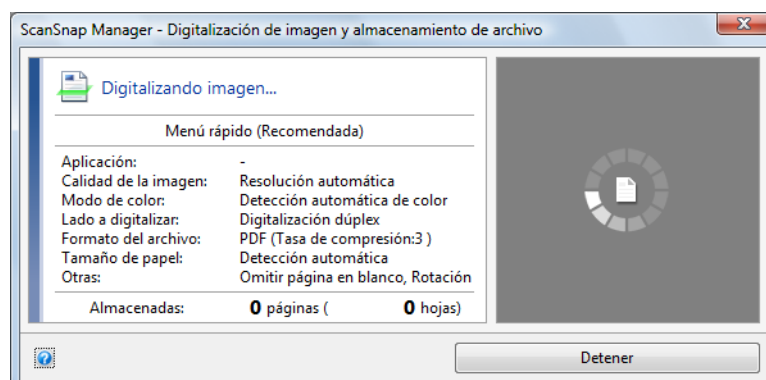 ScanSnap Manager - Digitalización de imagen y almacenamiento de archivo
Digitalizando imagen...
Menú rápido (Recomendada)
Aplicación: -
Calidad de la imagen: Resolución automática
Modo de color: Detección automática de color
Lado a digitalizar: Digitalización dúplex
Formato del archivo: PDF (Tasa de compresión:3 )
Tamaño de papel: Detección automática
Otras: Omitir página en blanco, Rotación
Almacenadas: 0 páginas ( 0 hojas)
Detener